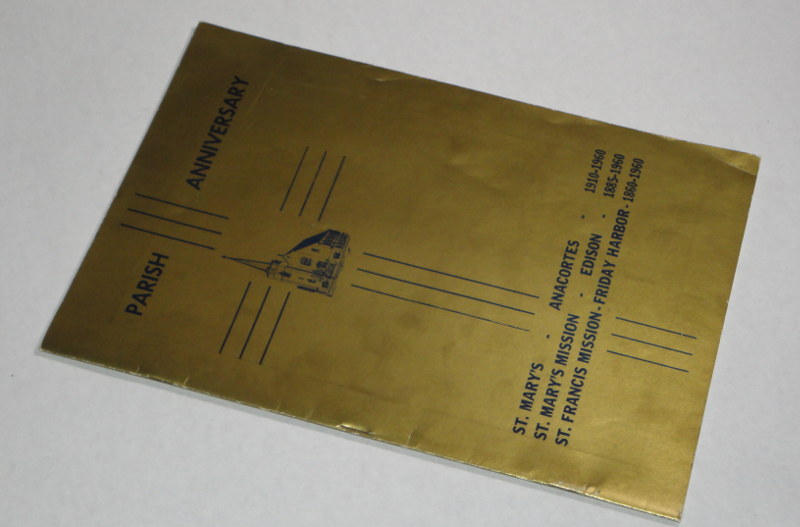 PARISH ANNIVERSARY
ST. MARY'S - ANACORTES - 1910-1960
ST. MARY'S MISSION - EDISON - 1885-1960
ST. FRANCIS MISSION - FRIDAY HARBOR - 1860-1960